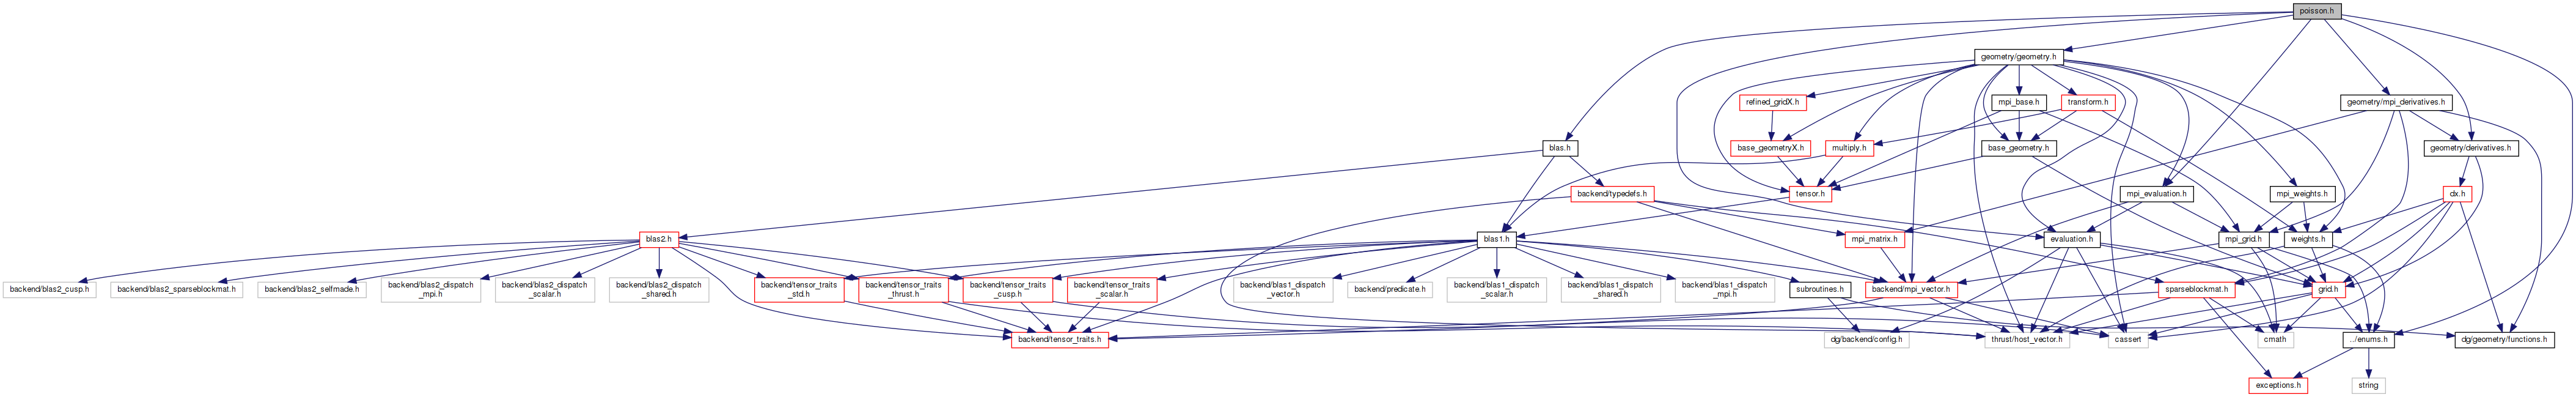 poisson.h
geometry/geometry.h
refined_gridX.h
mpi_base.h
transform.h
geometry/mpi_derivatives.h
blas.h
base_geometryX.h
multiply.h
base_geometry.h
geometry/derivatives.h
backend/typedefs.h
tensor.h
mpi_evaluation.h
mpi_weights.h
dx.h
blas2.h
blas1.h
mpi_matrix.h
evaluation.h
mpi_grid.h
weights.h
backend/blas2_cusp.h
backend/blas2_sparseblockmat.h
backend/blas2_selfmade.h
backend/blas2_dispatch
_mpi.h
backend/blas2_dispatch
_scalar.h
backend/blas2_dispatch
_shared.h
backend/tensor_traits
_std.h
backend/tensor_traits
_thrust.h
backend/tensor_traits
_cusp.h
backend/tensor_traits
_scalar.h
backend/blas1_dispatch
_vector.h
backend/predicate.h
backend/blas1_dispatch
_scalar.h
backend/blas1_dispatch
_shared.h
backend/blas1_dispatch
_mpi.h
subroutines.h
backend/mpi_vector.h
sparseblockmat.h
grid.h
backend/tensor_traits.h
dg/backend/config.h
thrust/host_vector.h
cassert
cmath
../enums.h
dg/geometry/functions.h
exceptions.h
string